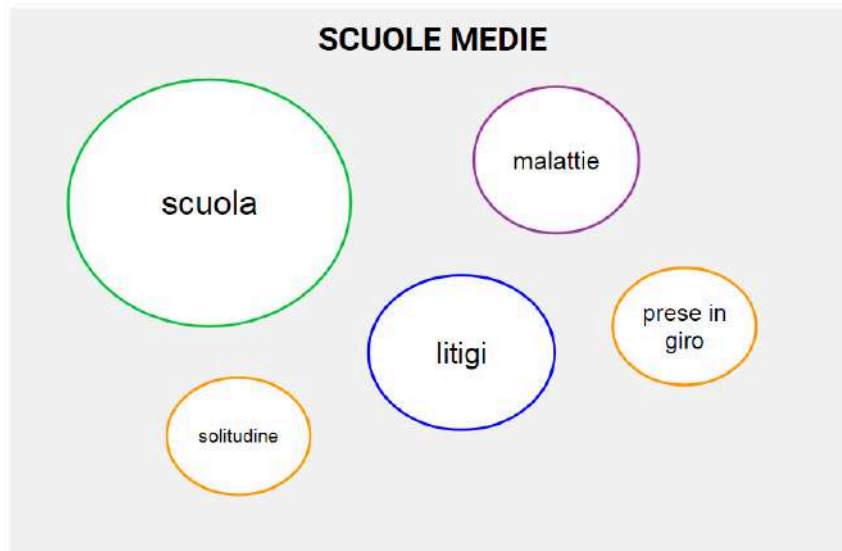 SCUOLE MEDIE
scuola
malattie
litigi
prese in
giro
solitudine